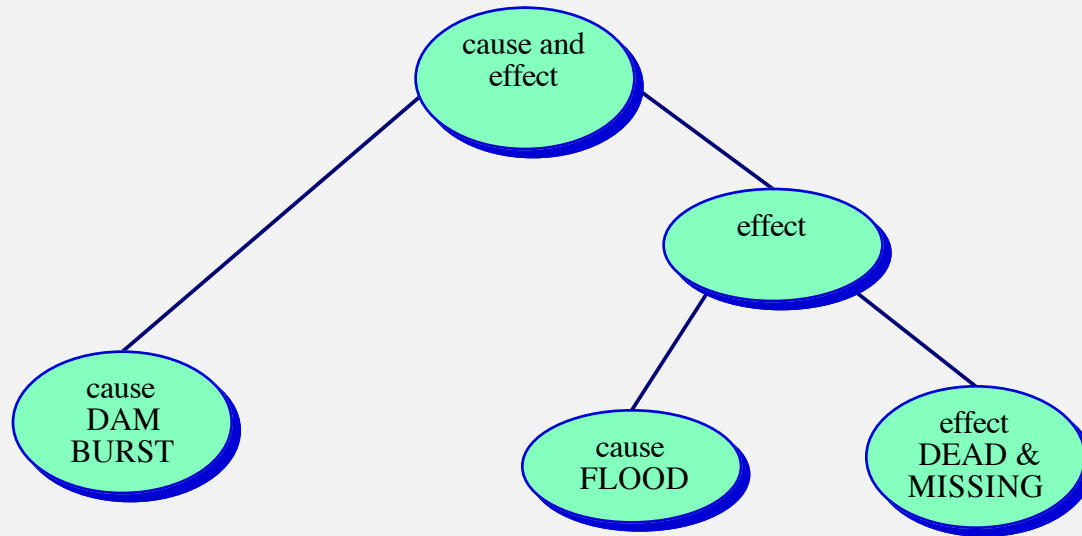 cause and
effect
effect
cause
DAM
BURST
cause
FLOOD
effect
DEAD &
MISSING